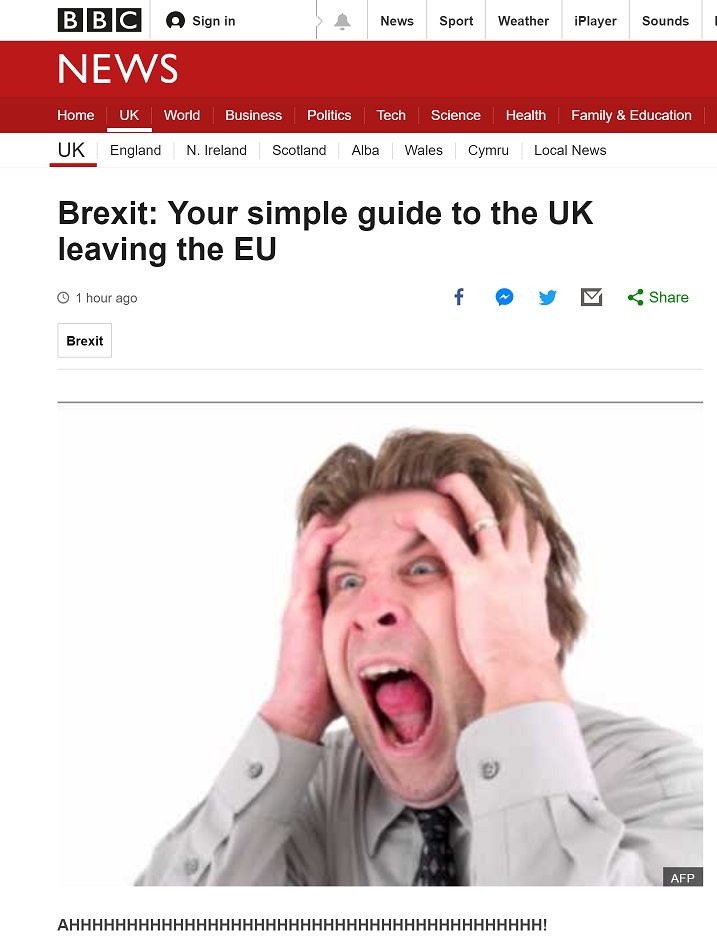 BBC Sign in News Sport Weather iPlayer Sounds
NEWS
Home UK World Business Politics Tech Science Health Family & Education
UK England N. Ireland Scotland Alba Wales Cymru Local News
Brexit: Your simple guide to the UK
leaving the EU
1 hour ago
Share
Brexit
AFP
AHHHHHHHHHHHHHHHHHHHHHHHHHHHHHHHHHHHHHHHHH!